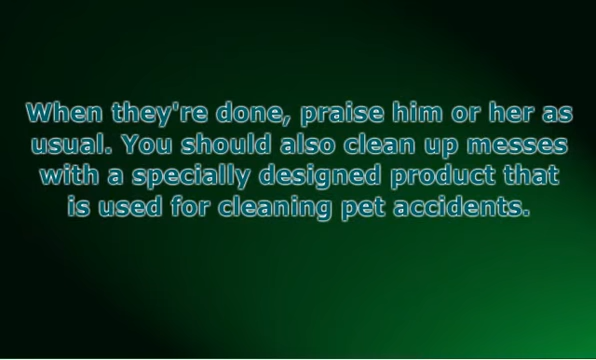 When they're done, praise him or her as
usual. You should also clean up messes
with a specially designed product that
is used for cleaning pet accidents.